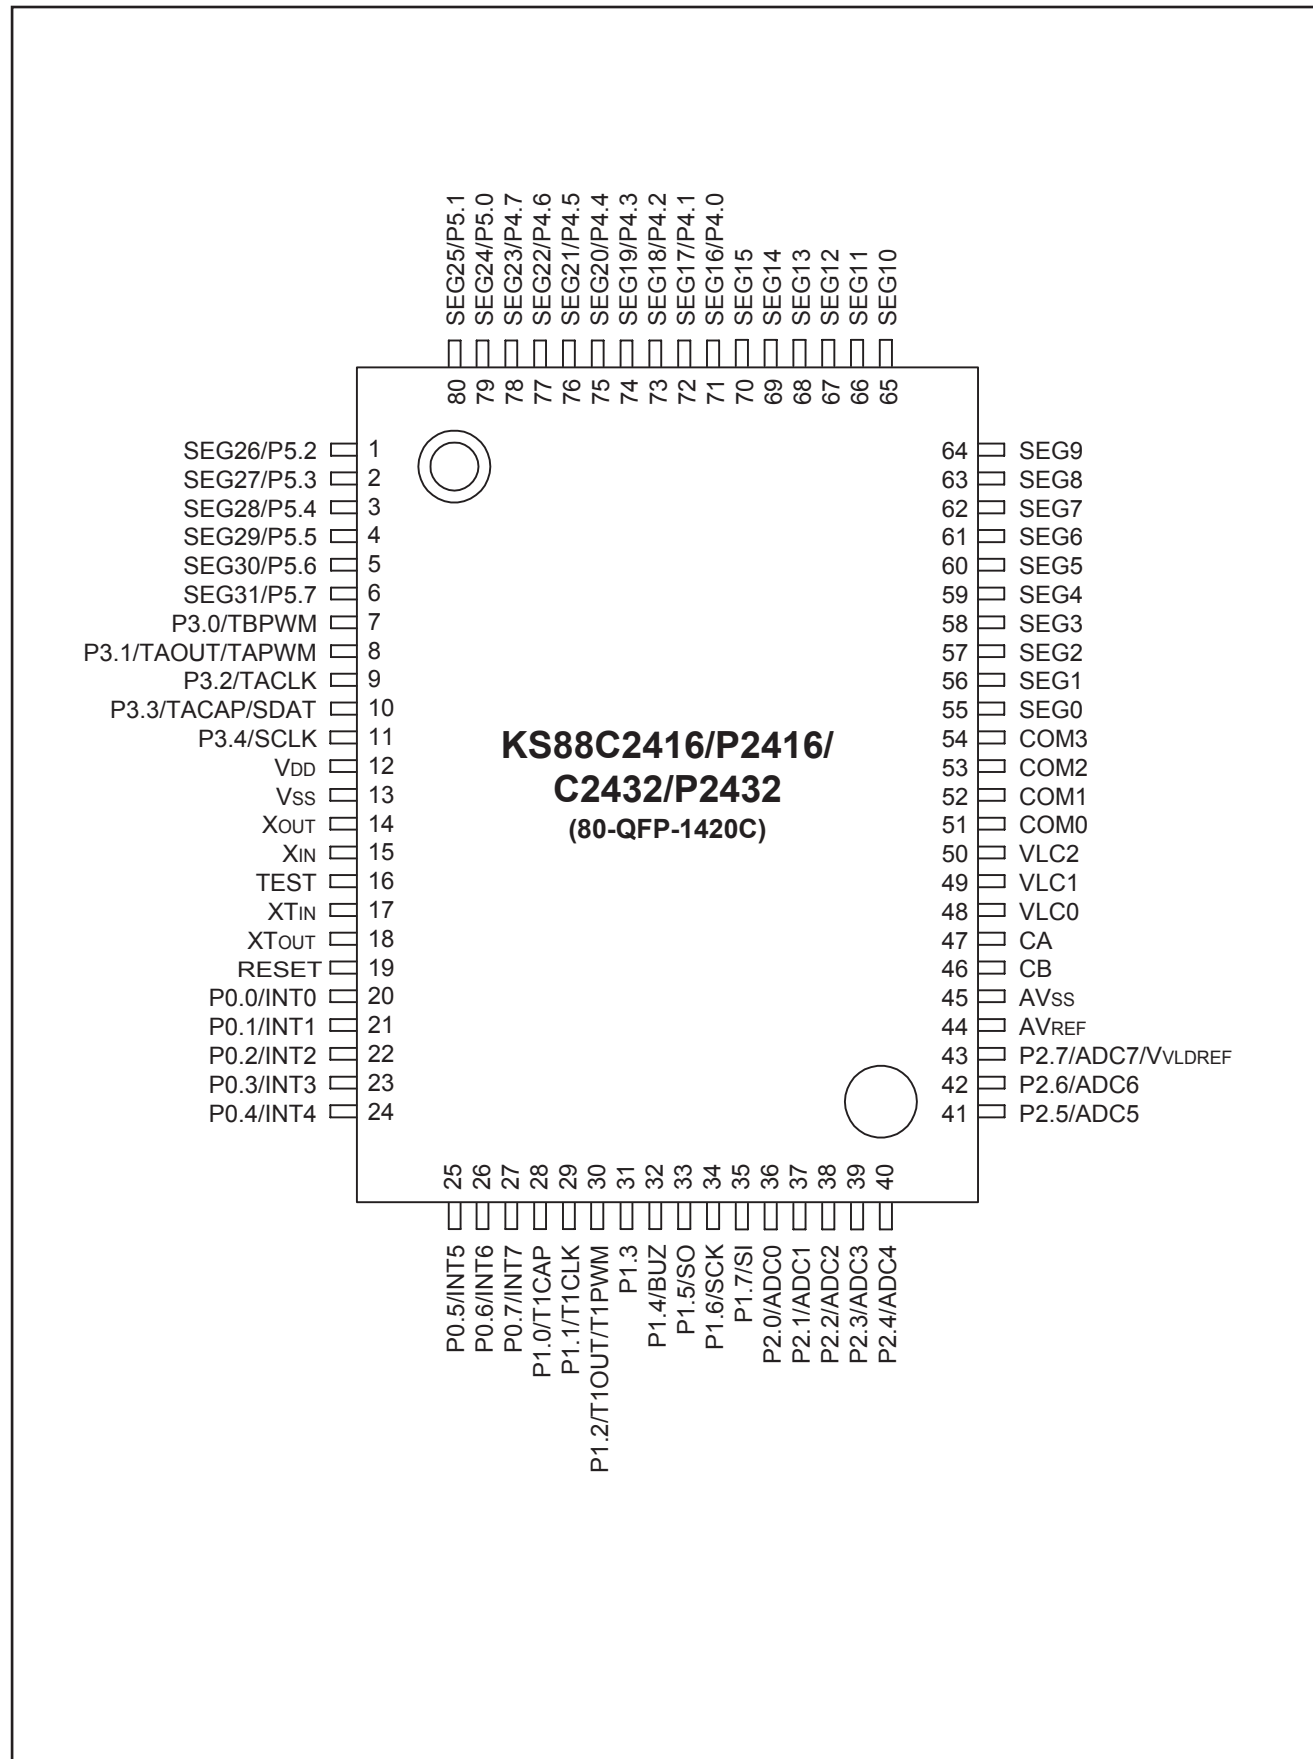 SEG25/P5.1
SEG24/P5.0
SEG23/P4.7
SEG22/P4.6
SEG21/P4.5
SEG20/P4.4
SEG19/P4.3
SEG18/P4.2
SEG17/P4.1
SEG16/P4.0
SEG15
SEG14
SEG13
SEG12
SEG11
SEG10
80 79 78 77 76 75 74 73 72 71 70 69 68 67 66 65
SEG26/P5.2 1
SEG27/P5.3 2
SEG28/P5.4 3
SEG29/P5.5 4
SEG30/P5.6 5
SEG31/P5.7 6
P3.0/TBPWM 7
P3.1/TAOUT/TAPWM 8
P3.2/TACLK 9
P3.3/TACAP/SDAT 10
P3.4/SCLK 11
VDD 12
VSS 13
XOUT 14
XIN 15
TEST 16
XTIN 17
XTOUT 18
RESET 19
P0.0/INT0 20
P0.1/INT1 21
P0.2/INT2 22
P0.3/INT3 23
P0.4/INT4 24
KS88C2416/P2416/
C2432/P2432
(80-QFP-1420C)
64 SEG9
63 SEG8
62 SEG7
61 SEG6
60 SEG5
59 SEG4
58 SEG3
57 SEG2
56 SEG1
55 SEG0
54 COM3
53 COM2
52 COM1
51 COM0
50 VLC2
49 VLC1
48 VLC0
47 CA
46 CB
45 AVSS
44 AVREF
43 P2.7/ADC7/VVLDREF
42 P2.6/ADC6
41 P2.5/ADC5
25 26 27 28 29 30 31 32 33 34 35 36 37 38 39 40
P0.5/INT5
P0.6/INT6
P0.7/INT7
P1.0/T1CAP
P1.1/T1CLK
P1.2/T1OUT/T1PWM
P1.3
P1.4/BUZ
P1.5/SO
P1.6/SCK
P1.7/SI
P2.0/ADC0
P2.1/ADC1
P2.2/ADC2
P2.3/ADC3
P2.4/ADC4